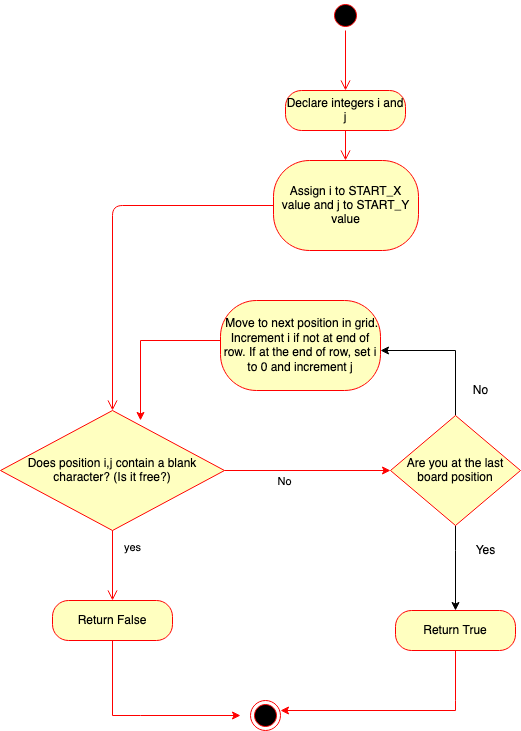 Declare integers i and
j
Assign i to START_X
value and j to START_Y
value
Move to next position in grid.
Increment i if not at end of
row. If at the end of row, set i
to 0 and increment j
No
Does position i,j contain a blank
character? (Is it free?)
No
Are you at the last
board position
yes
Yes
Return False
Return True